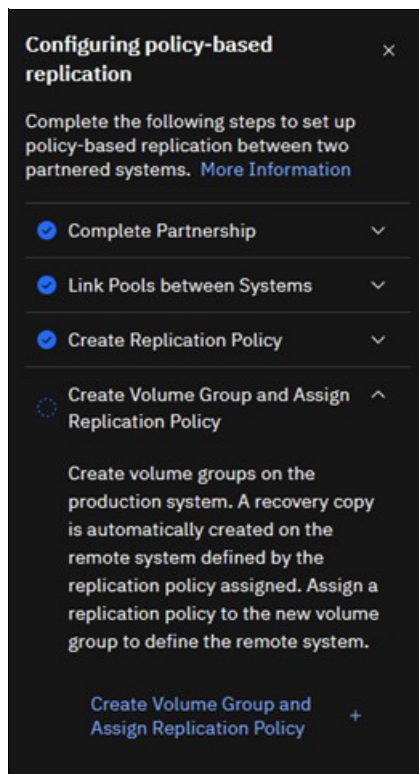 Configuring policy-based
replication
Complete the following steps to set up
policy-based replication between two
partnered systems. More Information
Complete Partnership
Link Pools between Systems
Create Replication Policy
Create Volume Group and Assign
Replication Policy
Create volume groups on the
production system. A recovery copy
is automatically created on the
remote system defined by the
replication policy assigned. Assign a
replication policy to the new volume
group to define the remote system.
Create Volume Group and
Assign Replication Policy